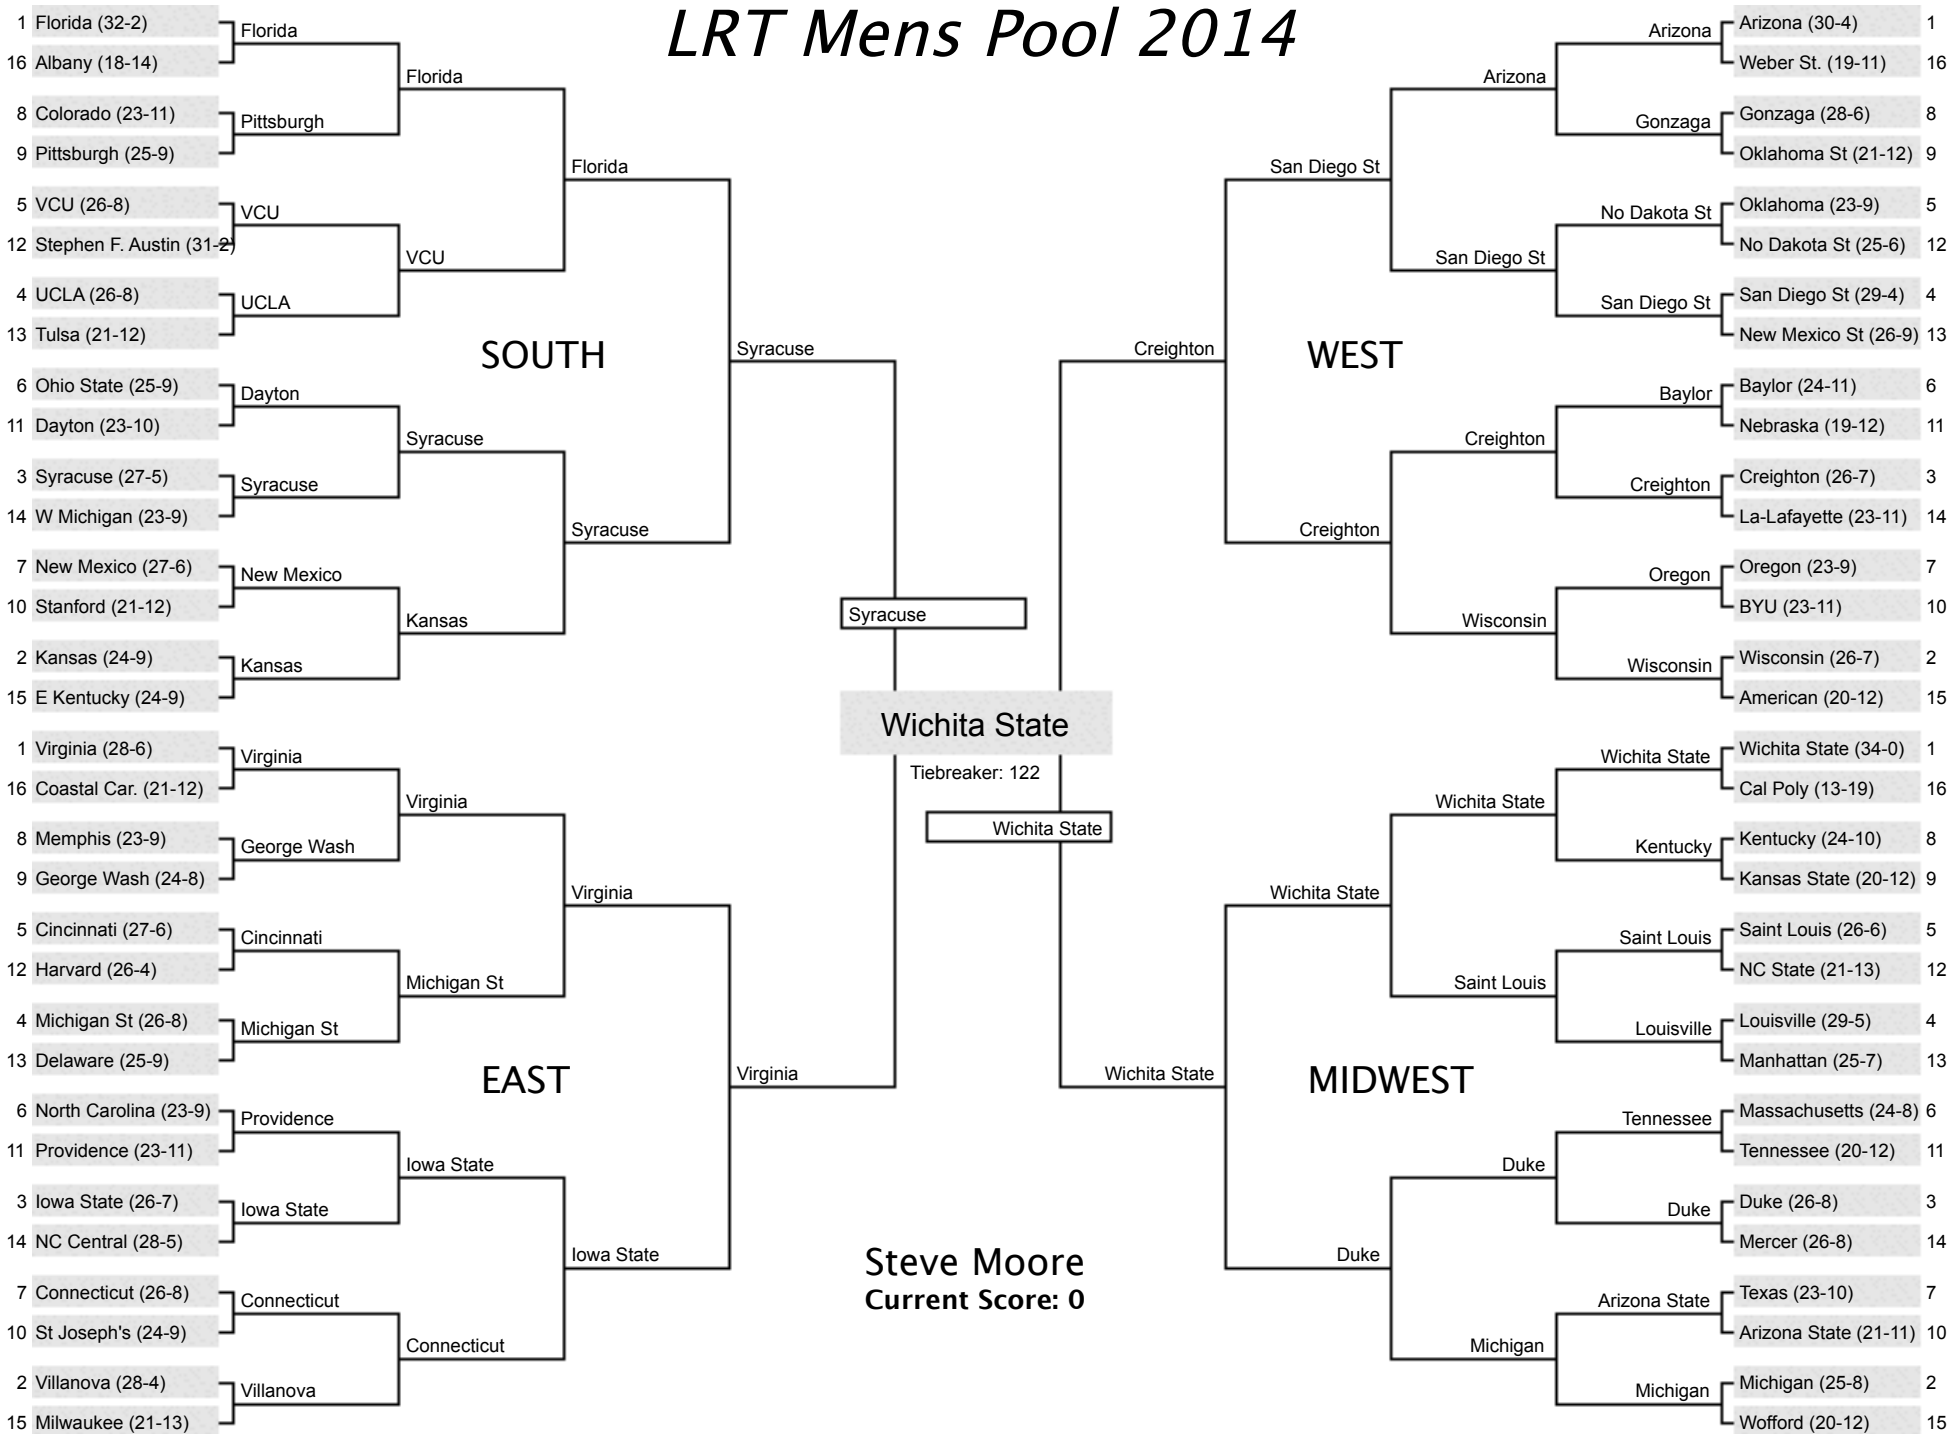 LRT Mens Pool 2014
1 Florida (32-2)
16 Albany (18-14)
8 Colorado (23-11)
9 Pittsburgh (25-9)
5 VCU (26-8)
12 Stephen F. Austin (31-2)
4 UCLA (26-8)
13 Tulsa (21-12)
6 Ohio State (25-9)
11 Dayton (23-10)
3 Syracuse (27-5)
14 W Michigan (23-9)
7 New Mexico (27-6)
10 Stanford (21-12)
2 Kansas (24-9)
15 E Kentucky (24-9)
Florida
Pittsburgh
VCU
UCLA
Dayton
Syracuse
New Mexico
Kansas
Florida
VCU
Syracuse
Kansas
Florida
Syracuse
SOUTH
Syracuse
1 Virginia (28-6)
16 Coastal Car. (21-12)
8 Memphis (23-9)
9 George Wash (24-8)
5 Cincinnati (27-6)
12 Harvard (26-4)
4 Michigan St (26-8)
13 Delaware (25-9)
6 North Carolina (23-9)
11 Providence (23-11)
3 Iowa State (26-7)
14 NC Central (28-5)
7 Connecticut (26-8)
10 St Joseph's (24-9)
2 Villanova (28-4)
15 Milwaukee (21-13)
Virginia
George Wash
Cincinnati
Michigan St
Providence
Iowa State
Connecticut
Villanova
Virginia
Michigan St
Iowa State
Connecticut
Virginia
Iowa State
EAST
Virginia
Syracuse
Wichita State
Tiebreaker: 122
Wichita State
Steve Moore
Current Score: 0
Arizona (30-4) 1
Weber St. (19-11) 16
Gonzaga (28-6) 8
Oklahoma St (21-12) 9
Oklahoma (23-9) 5
No Dakota St (25-6) 12
San Diego St (29-4) 4
New Mexico St (26-9) 13
Baylor (24-11) 6
Nebraska (19-12) 11
Creighton (26-7) 3
La-Lafayette (23-11) 14
Oregon (23-9) 7
BYU (23-11) 10
Wisconsin (26-7) 2
American (20-12) 15
Arizona
Gonzaga
No Dakota St
San Diego St
Baylor
Creighton
Oregon
Wisconsin
Arizona
San Diego St
Creighton
Wisconsin
San Diego St
Creighton
WEST
Creighton
Wichita State (34-0) 1
Cal Poly (13-19) 16
Kentucky (24-10) 8
Kansas State (20-12) 9
Saint Louis (26-6) 5
NC State (21-13) 12
Louisville (29-5) 4
Manhattan (25-7) 13
Massachusetts (24-8) 6
Tennessee (20-12) 11
Duke (26-8) 3
Mercer (26-8) 14
Texas (23-10) 7
Arizona State (21-11) 10
Michigan (25-8) 2
Wofford (20-12) 15
Wichita State
Kentucky
Saint Louis
Louisville
Tennessee
Duke
Arizona State
Michigan
Wichita State
Saint Louis
Duke
Michigan
Wichita State
Duke
MIDWEST
Wichita State